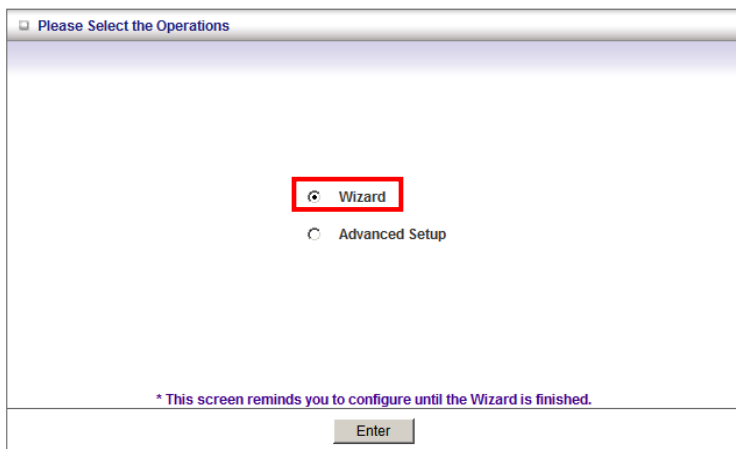 Please Select the Operations
Wizard
Advanced Setup
* This screen reminds you to configure until the Wizard is finished.
Enter